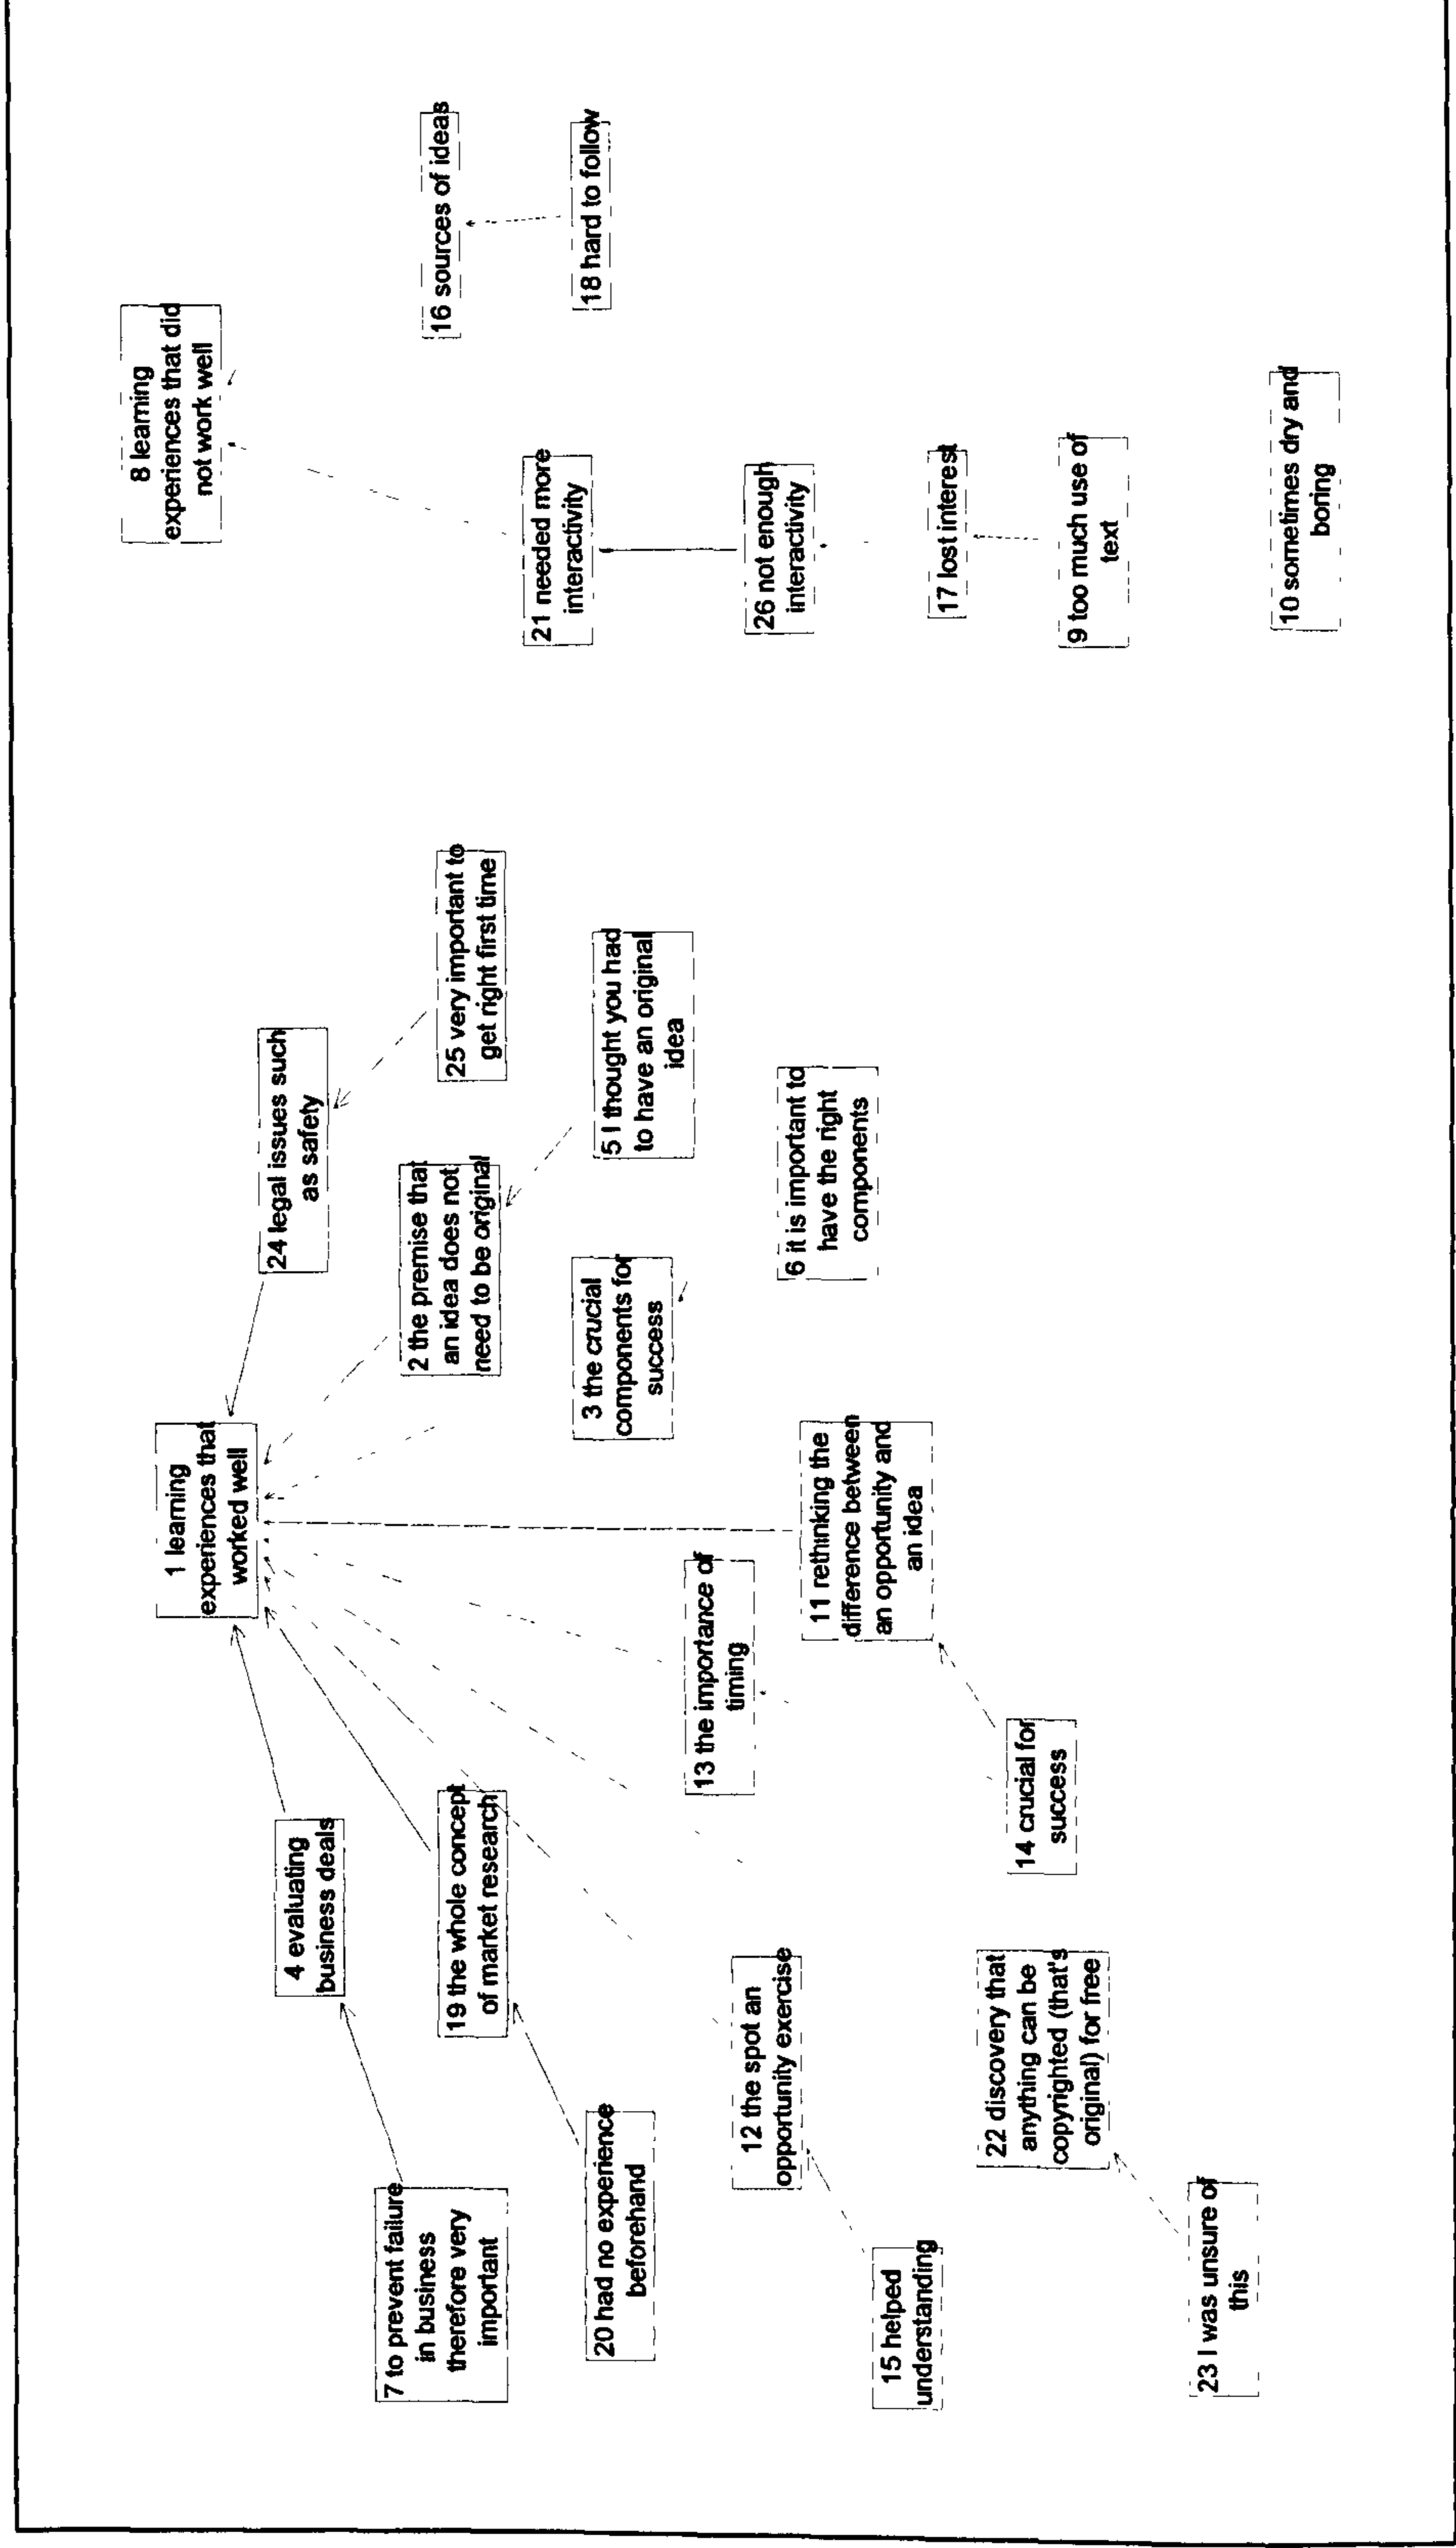 1 learning
experiences that
worked well
8 learning
experiences that did
not work well
24 legal issues such
as safety
4 evaluating
business deals
7 to prevent failure
in business
therefore very
important
2 the premise that
an idea does not
need to be original
16 sources of ideas
19 the whole concept
of market research
25 very important to
get right first time
21 needed more
interactivity
3 the crucial
components for
success
18 hard to follow
20 had no experience
beforehand
5 I thought you had
to have an original
idea
13 the importance of
timing
12 the spot an
opportunity exercise
26 not enough
interactivity
6 it is important to
have the right
components
11 rethinking the
difference between
an opportunity and
an idea
15 helped
understanding
17 lost interest
22 discovery that
anything can be
copyrighted (that's
original) for free
14 crucial for
success
9 too much use of
text
23 I was unsure of
this
10 sometimes dry and
boring